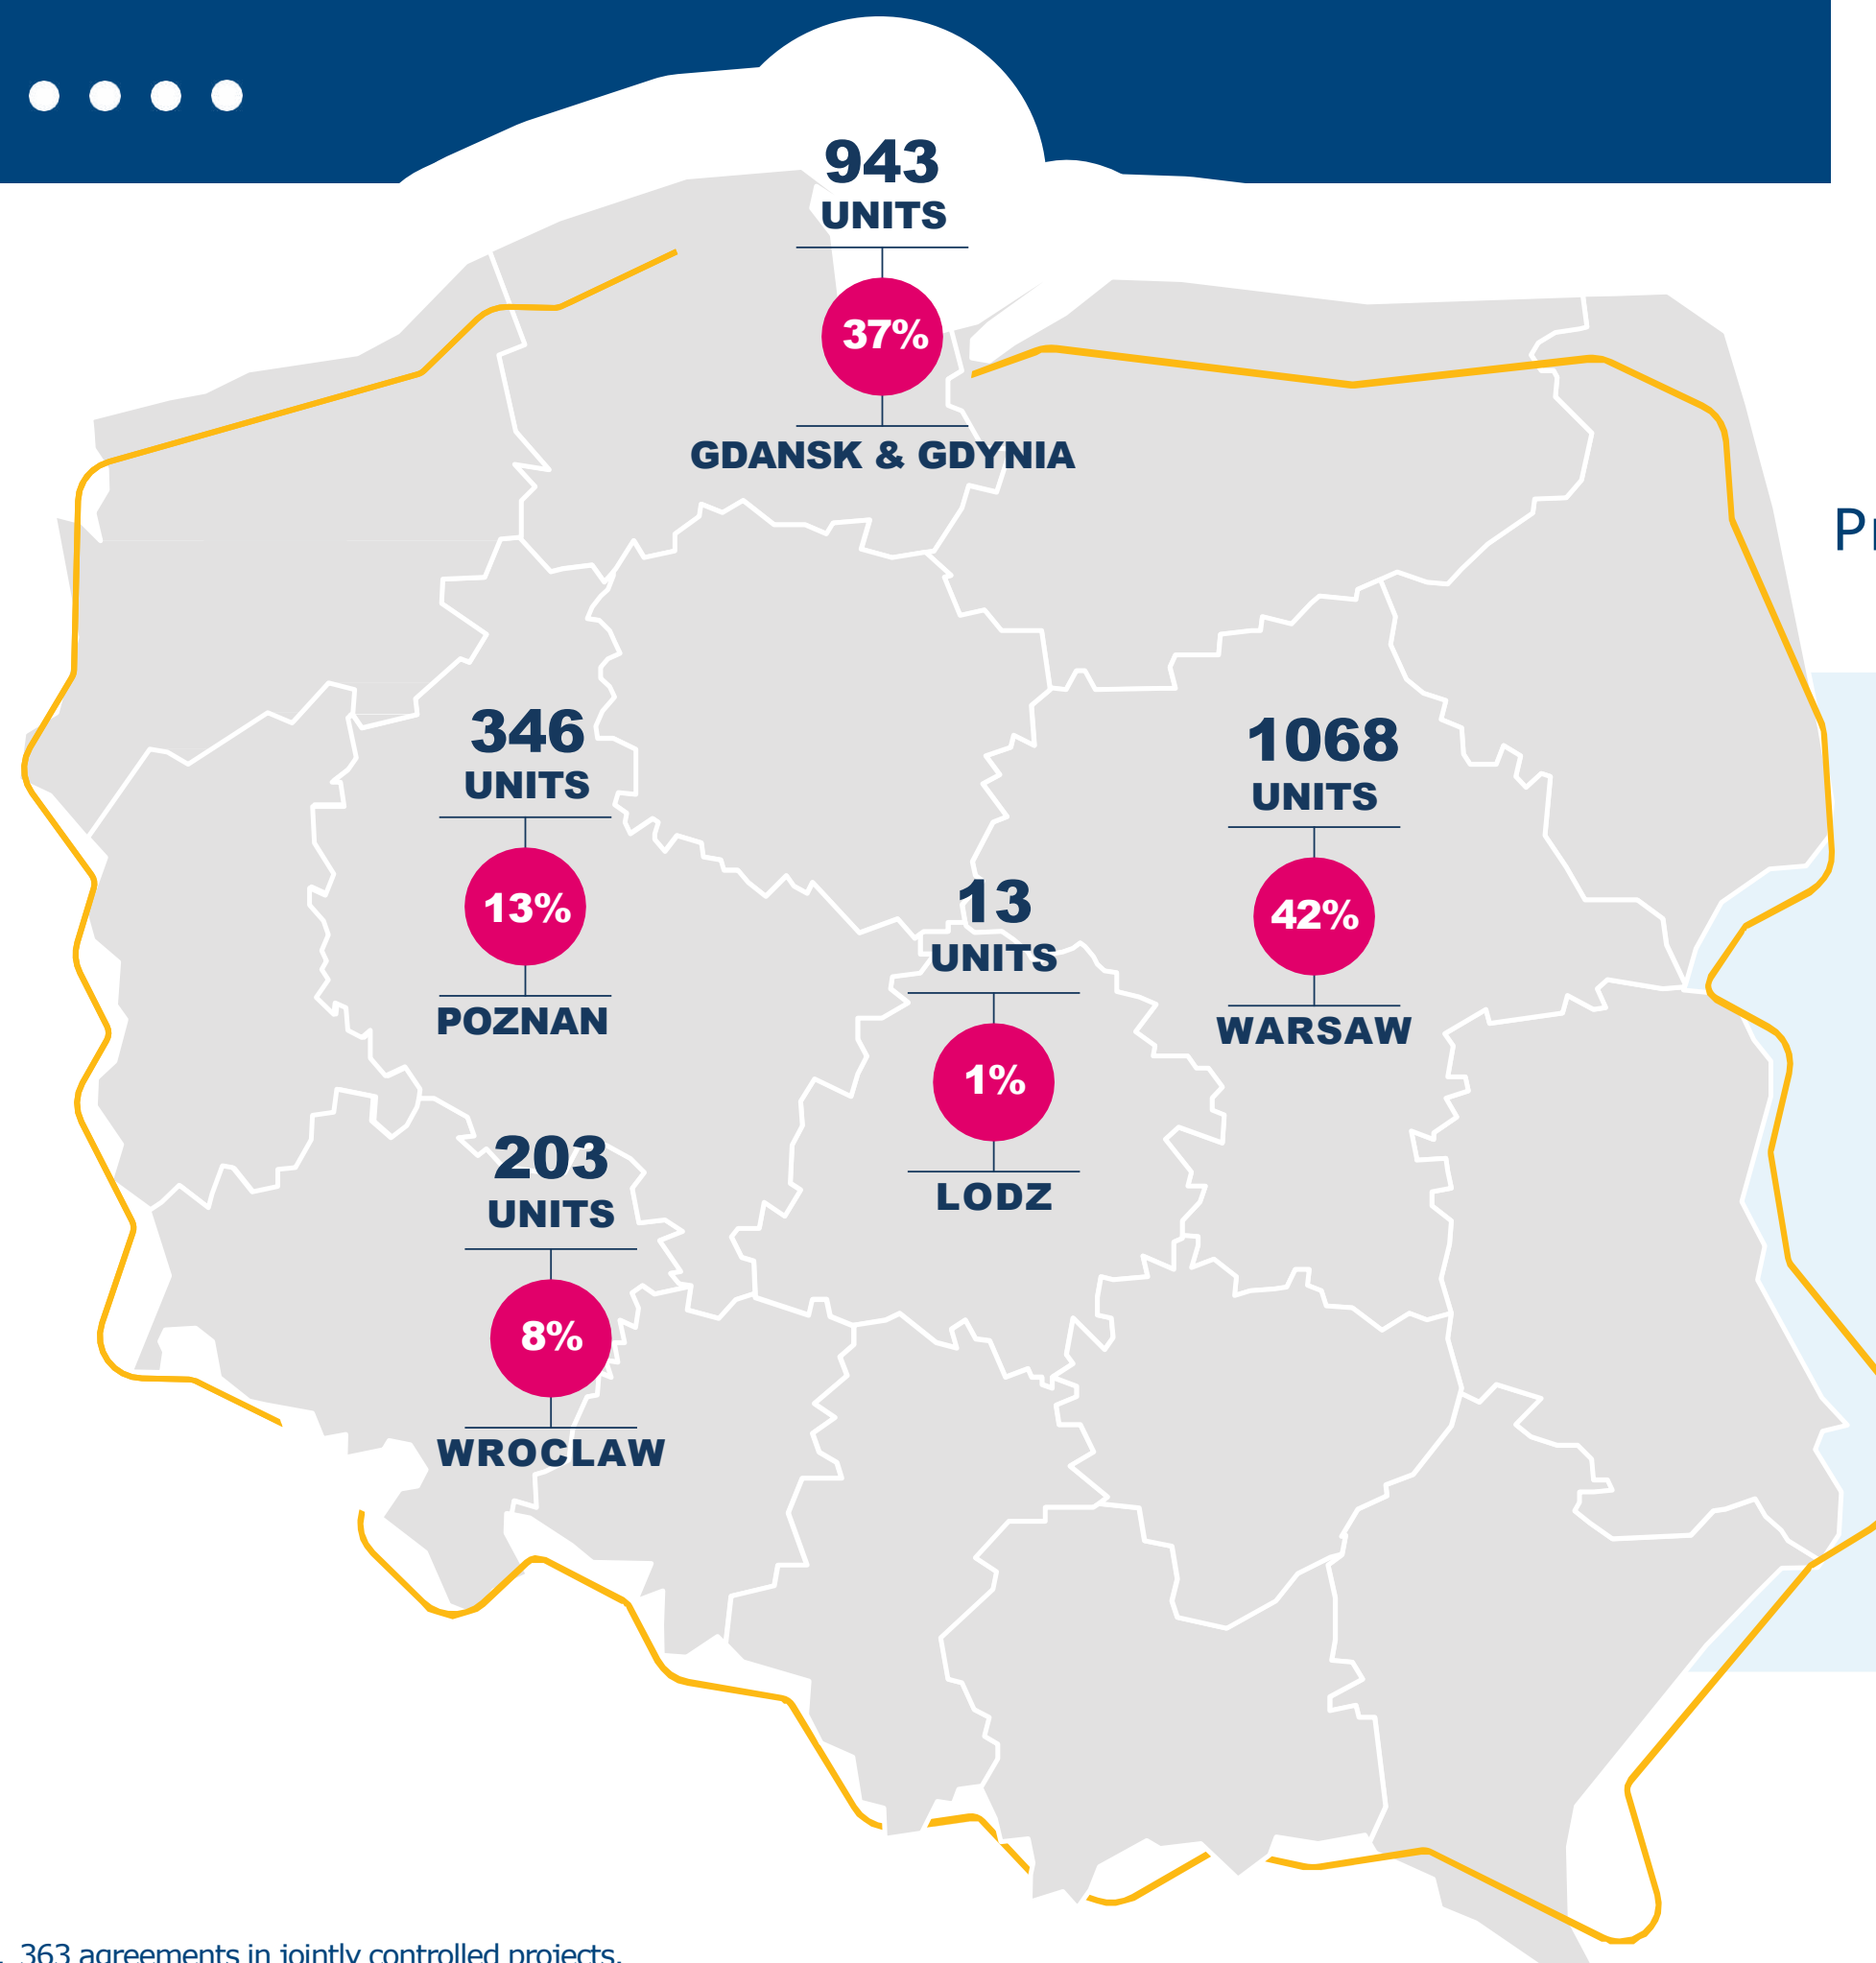 943
UNITS
37%
GDANSK & GDYNIA
346
UNITS
13%
POZNAN
1068
UNITS
42%
WARSAW
13
UNITS
1%
LODZ
203
UNITS
8%
WROCLAW
363 agreements in jointly controlled projects.